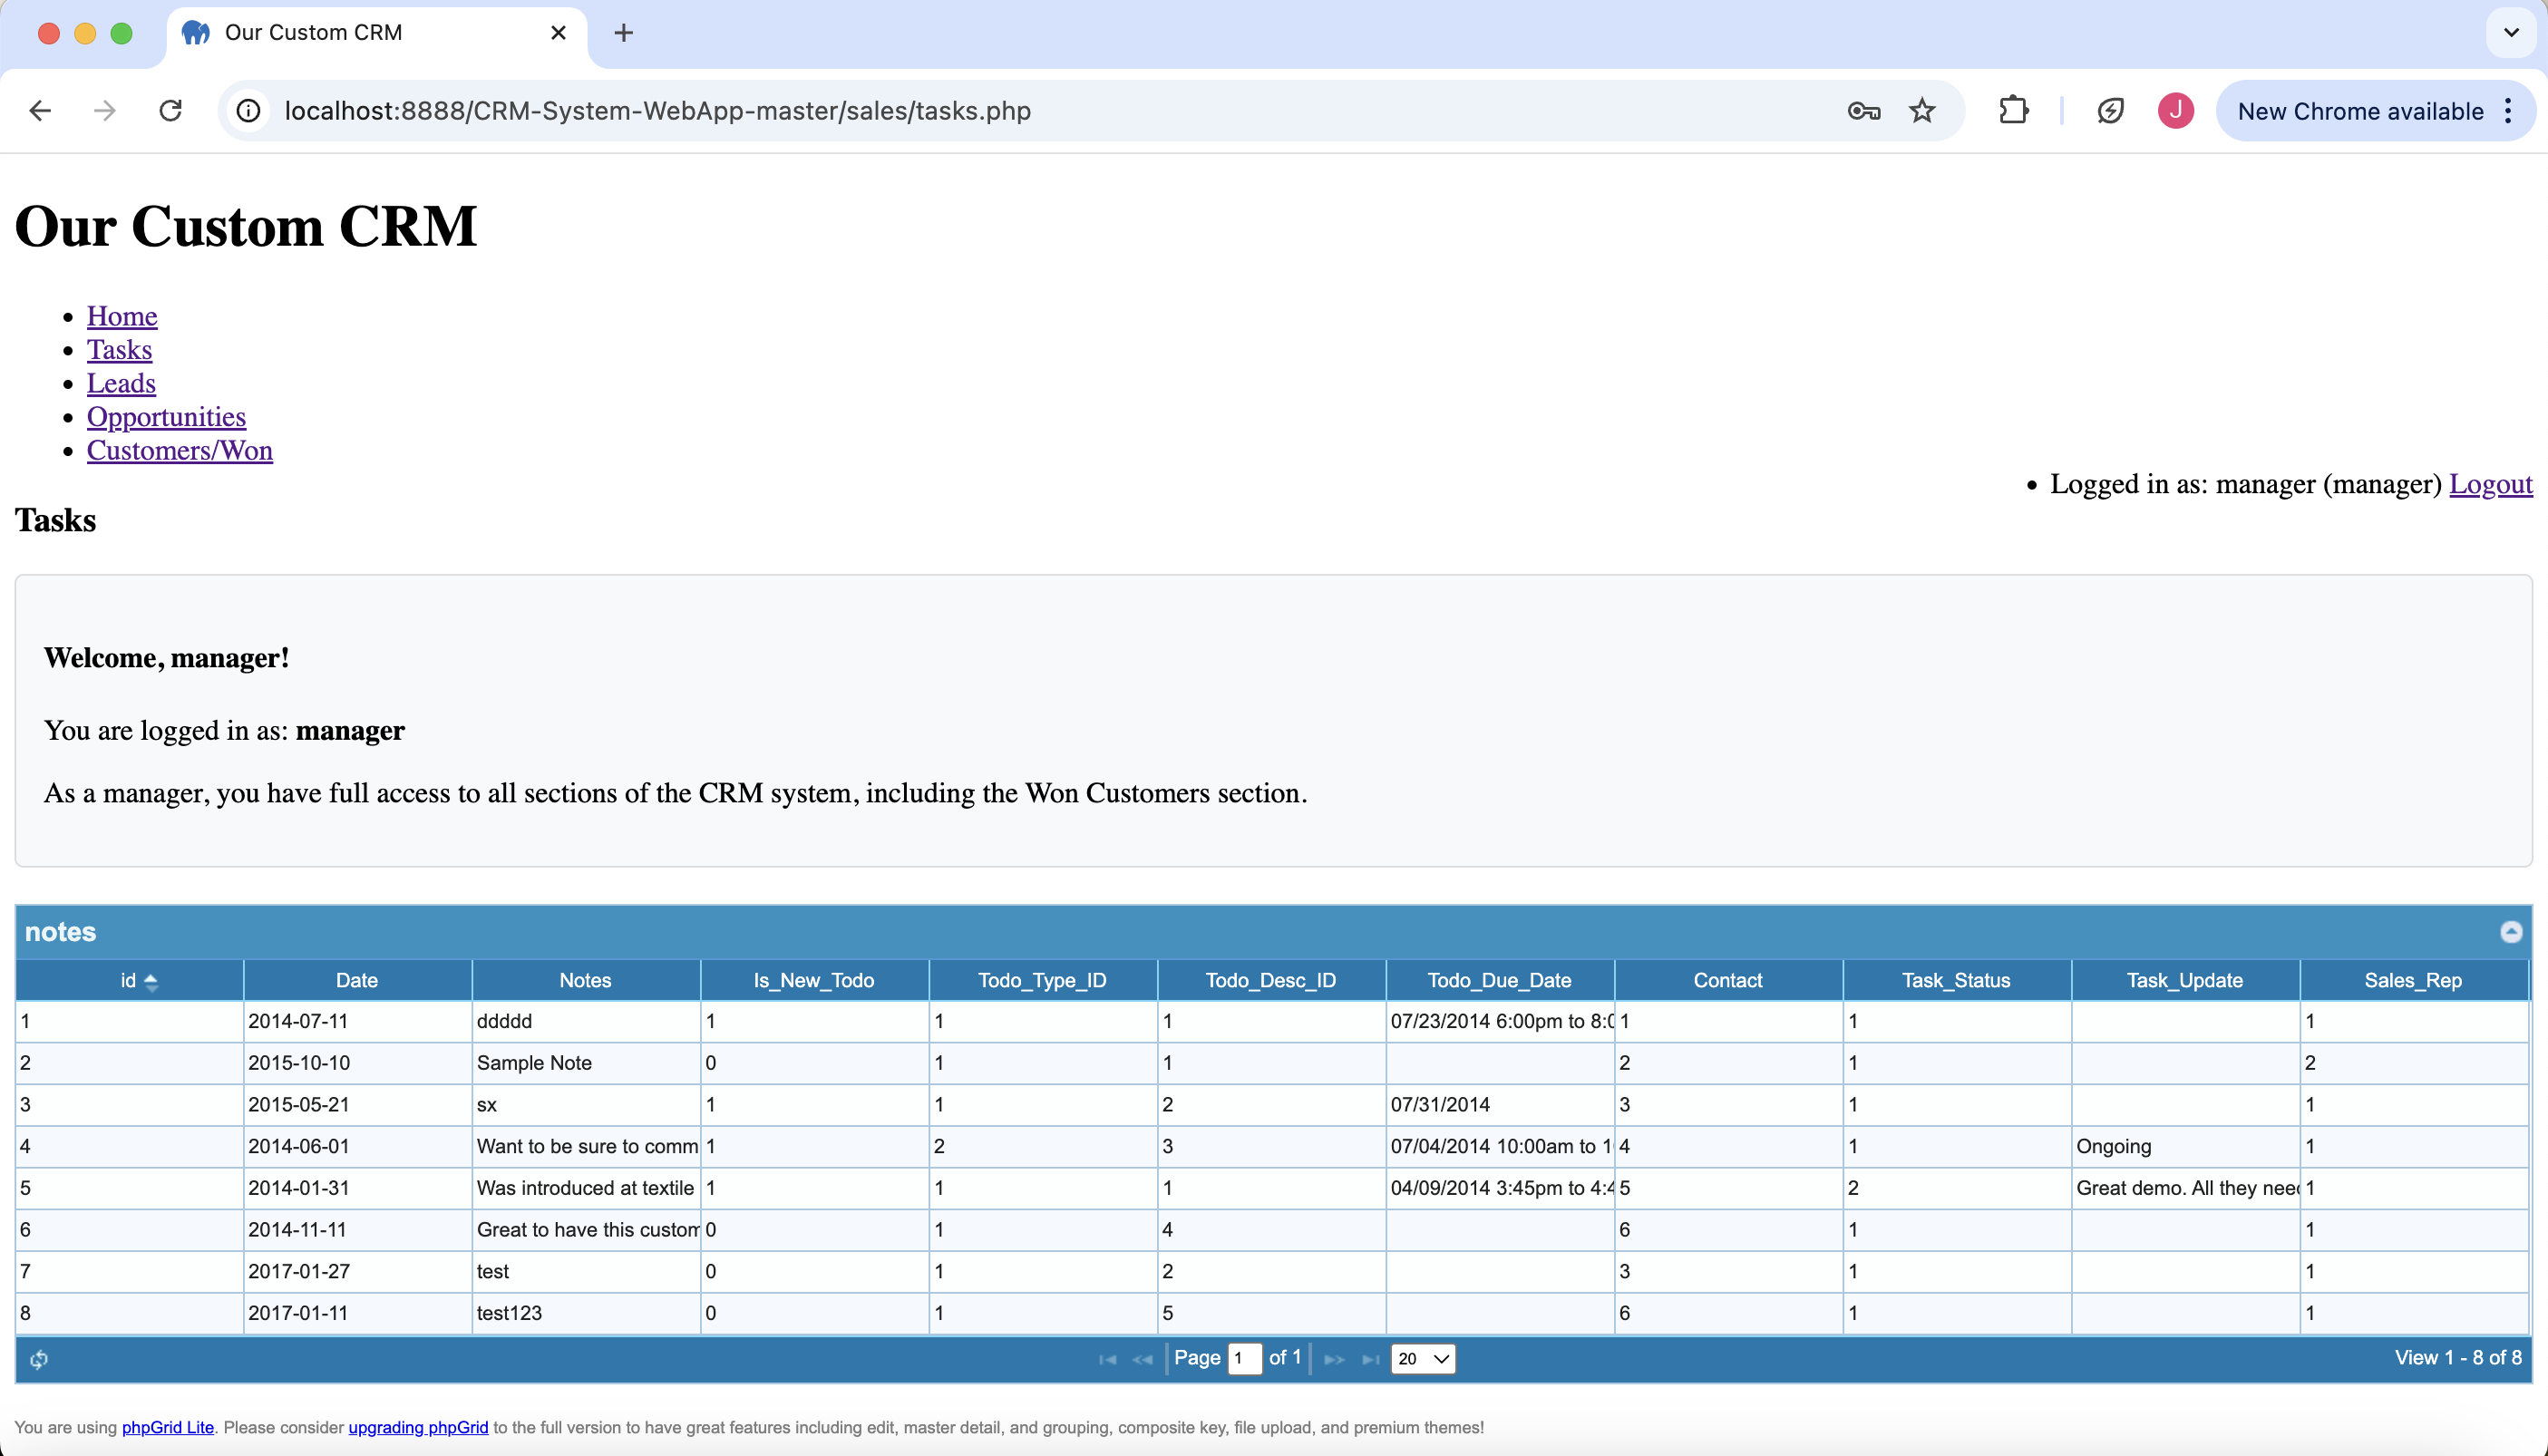 Our Custom CRM
localhost:8888/CRM-System-WebApp-master/sales/tasks.php
J
New Chrome available
Our Custom CRM
Home
Tasks
Leads
Opportunities
Customers/Won
Logged in as: manager (manager) Logout
Tasks
Welcome, manager!
You are logged in as: manager
As a manager, you have full access to all sections of the CRM system, including the Won Customers section.
notes
id Date Notes Is_New_Todo Todo_Type_ID Todo_Desc_ID Todo_Due_Date Contact Task_Status Task_Update Sales_Rep
1 2014-07-11 ddddd 1 1 1 07/23/2014 6:00pm to 8:0 1 1 1
2 2015-10-10 Sample Note 0 1 1 2 1 2
3 2015-05-21 sx 1 1 2 07/31/2014 3 1 1
4 2014-06-01 Want to be sure to comm 1 2 3 07/04/2014 10:00am to 1 4 1 Ongoing 1
5 2014-01-31 Was introduced at textile 1 1 1 04/09/2014 3:45pm to 4:4 5 2 Great demo. All they need 1
6 2014-11-11 Great to have this custom 0 1 4 6 1 1
7 2017-01-27 test 0 1 2 3 1 1
8 2017-01-11 test123 0 1 5 6 1 1
Page 1 of 1 20 View 1 - 8 of 8
You are using phpGrid Lite. Please consider upgrading phpGrid to the full version to have great features including edit, master detail, and grouping, composite key, file upload, and premium themes!